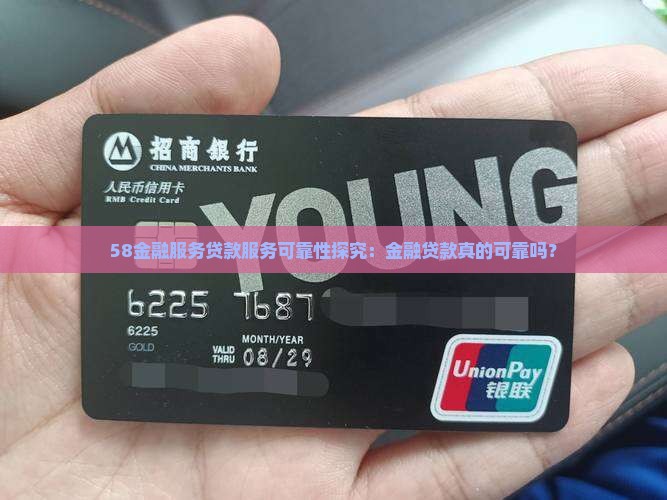 招商银行
CHINA MERCHANTS BANK
人民币信用卡
RMB Credit Card
YOUNG
58金融服务贷款服务可靠性探究：金融贷款真的可靠吗？
6225 7687
6225
GOLD
VALID THRU
MONTH/YEAR
08/29
UnionPay
银联